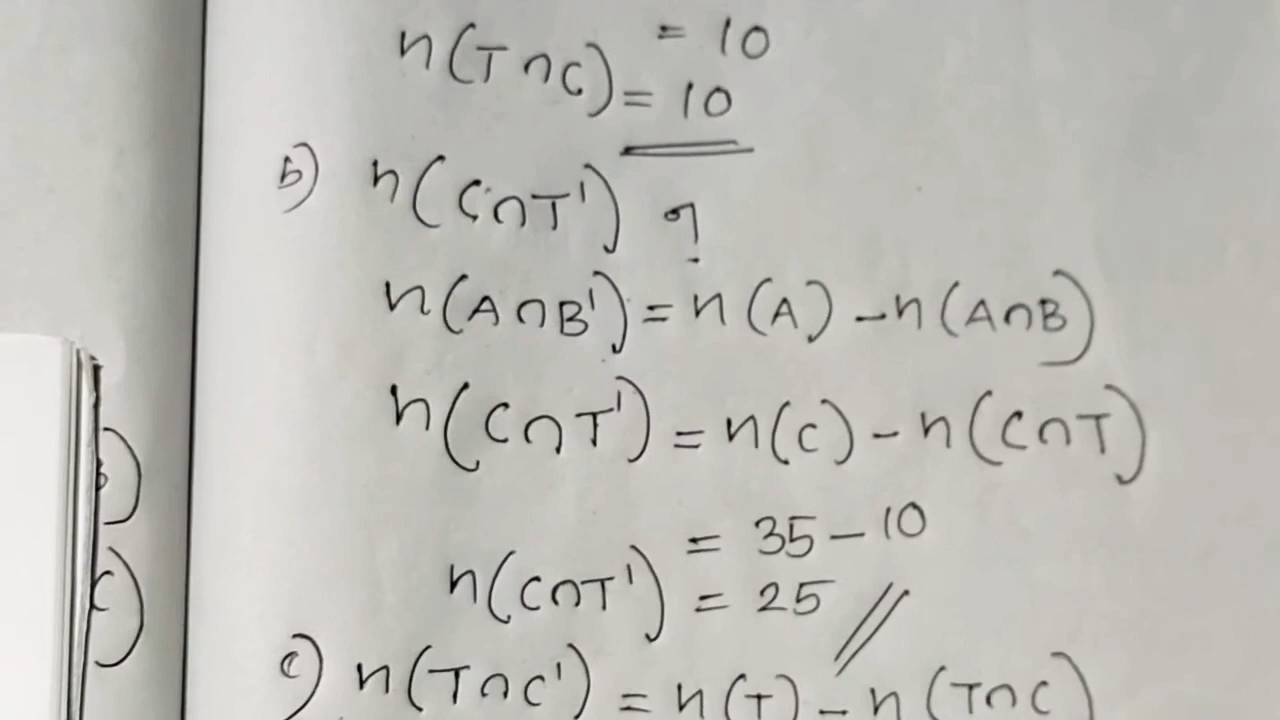 = 10
n(T∩C) = 10
b) n(C∩T') ?
n(A∩B') = n(A) - n(A∩B)
n(C∩T') = n(C) - n(C∩T)
= 35 - 10
n(C∩T') = 25 //
c) n(T∩C') = n(T) - n(T∩C)